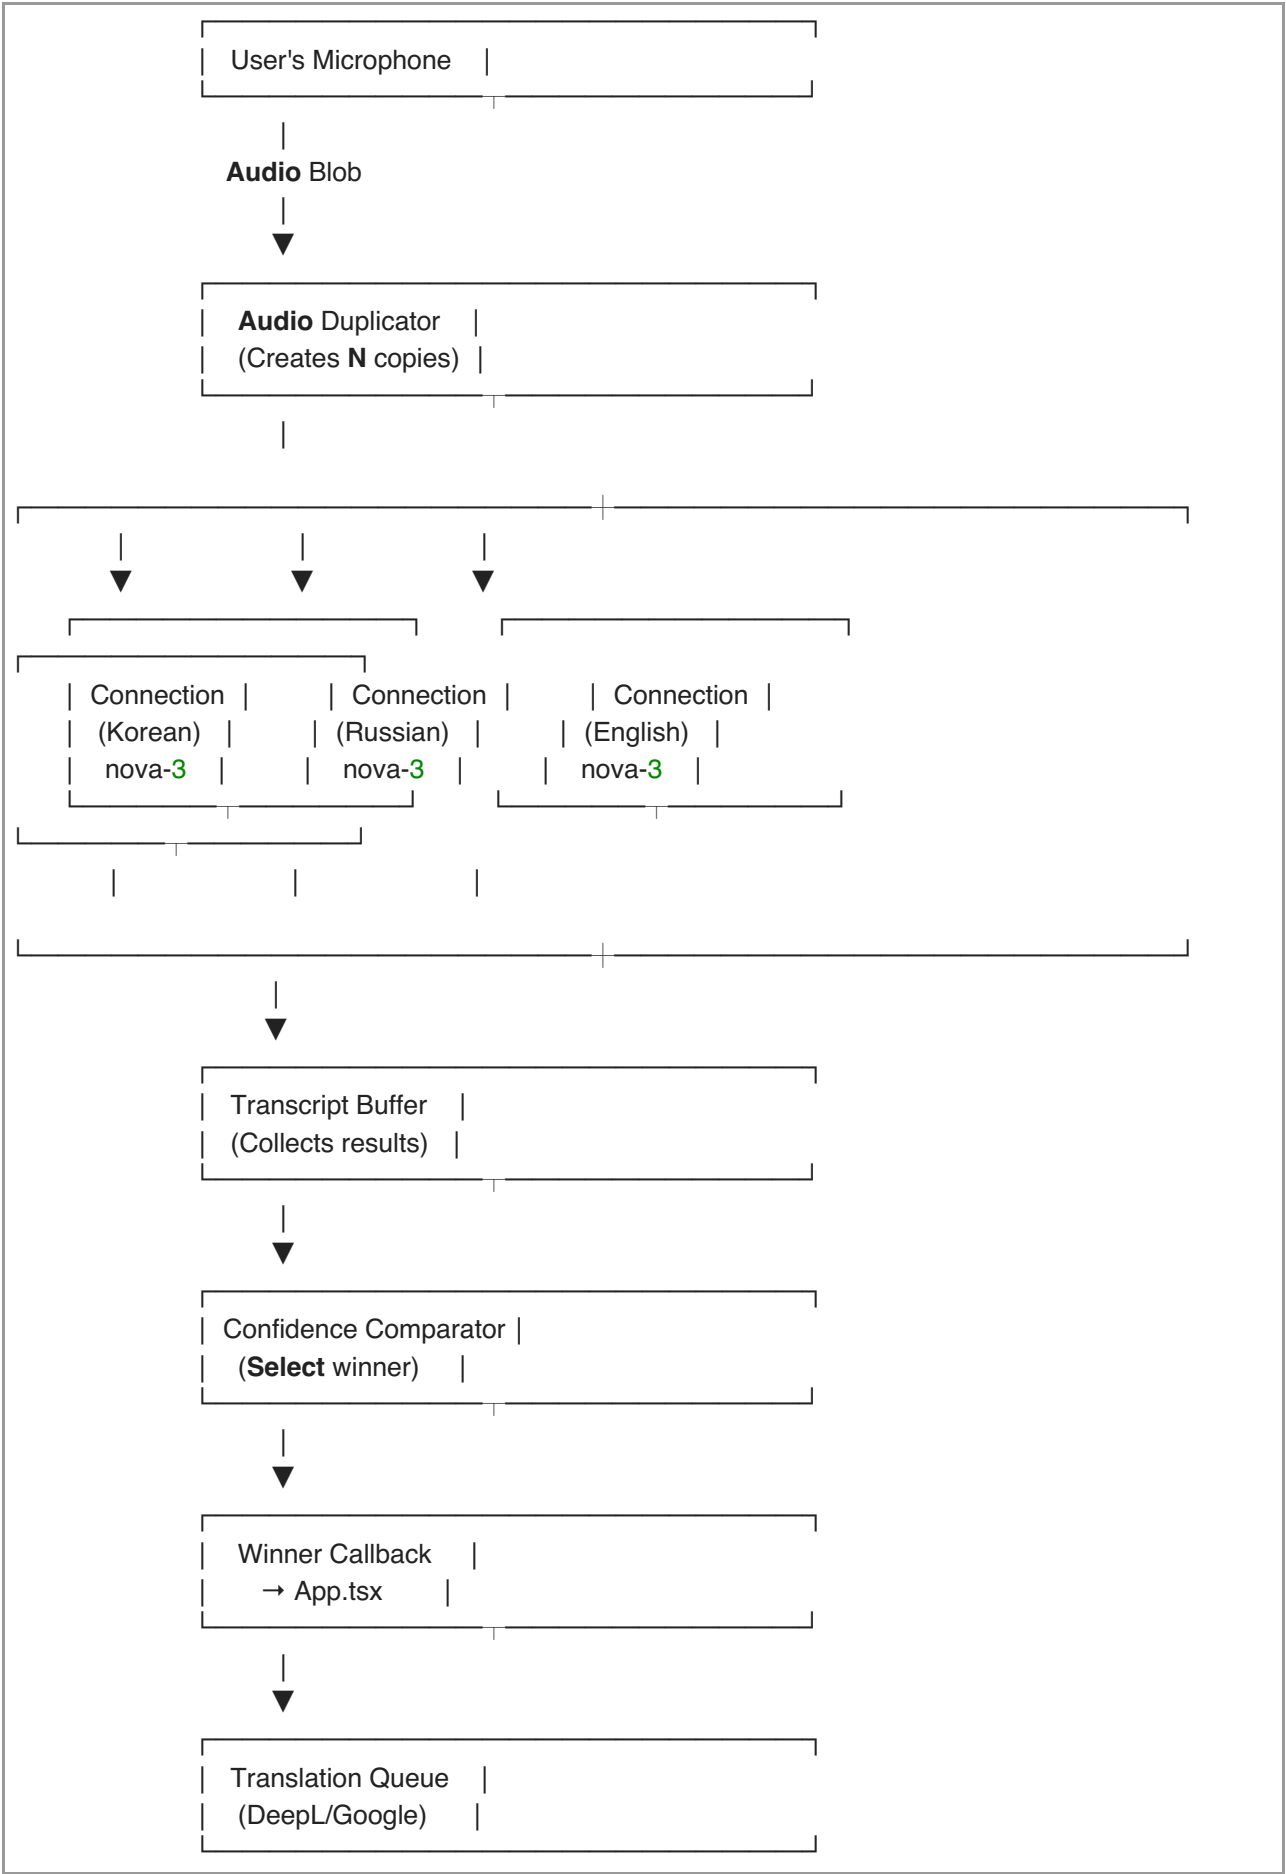 User's Microphone
Audio Blob
Audio Duplicator
(Creates N copies)
Connection Connection Connection
(Korean) (Russian) (English)
nova-3 nova-3 nova-3
Transcript Buffer
(Collects results)
Confidence Comparator
(Select winner)
Winner Callback
→ App.tsx
Translation Queue
(DeepL/Google)